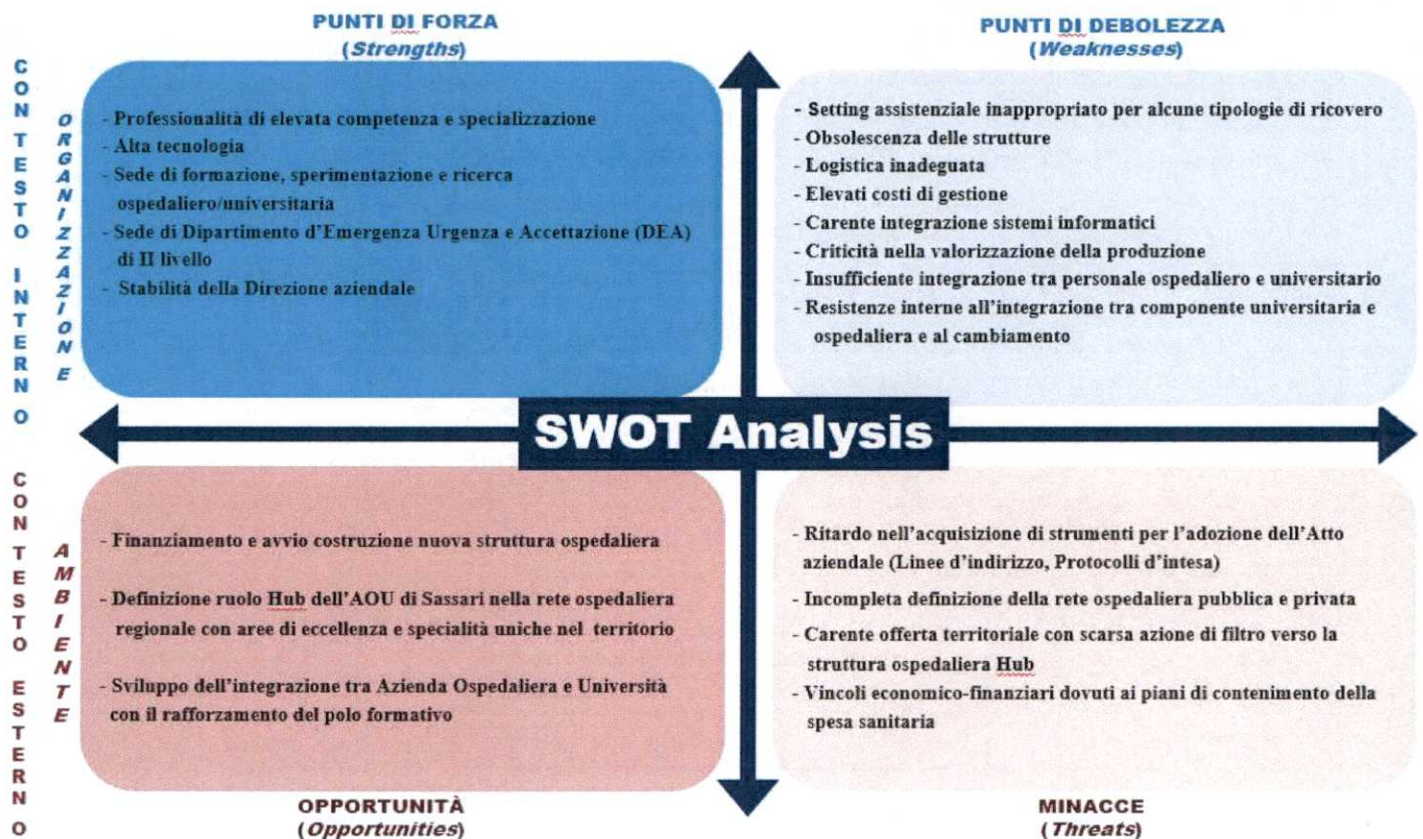 PUNTI DI FORZA
(Strengths)
PUNTI DI DEBOLEZZA
(Weaknesses)
CONTESTO INTERNO
ORGANIZZAZIONE
- Professionalità di elevata competenza e specializzazione
- Alta tecnologia
- Sede di formazione, sperimentazione e ricerca
ospedaliero/universitaria
- Sede di Dipartimento d'Emergenza Urgenza e Accettazione (DEA)
di II livello
- Stabilità della Direzione aziendale
- Setting assistenziale inappropriato per alcune tipologie di ricovero
- Obsolescenza delle strutture
- Logistica inadeguata
- Elevati costi di gestione
- Carente integrazione sistemi informatici
- Criticità nella valorizzazione della produzione
- Insufficiente integrazione tra personale ospedaliero e universitario
- Resistenze interne all'integrazione tra componente universitaria e
ospedaliera e al cambiamento
SWOT Analysis
CONTESTO ESTERNO
AMBIENTE
- Finanziamento e avvio costruzione nuova struttura ospedaliera
- Definizione ruolo Hub dell'AOU di Sassari nella rete ospedaliera
regionale con aree di eccellenza e specialità uniche nel territorio
- Sviluppo dell'integrazione tra Azienda Ospedaliera e Università
con il rafforzamento del polo formativo
- Ritardo nell'acquisizione di strumenti per l'adozione dell'Atto
aziendale (Linee d'indirizzo, Protocolli d'intesa)
- Incompleta definizione della rete ospedaliera pubblica e privata
- Carente offerta territoriale con scarsa azione di filtro verso la
struttura ospedaliera Hub
- Vincoli economico-finanziari dovuti ai piani di contenimento della
spesa sanitaria
OPPORTUNITÀ
(Opportunities)
MINACCE
(Threats)